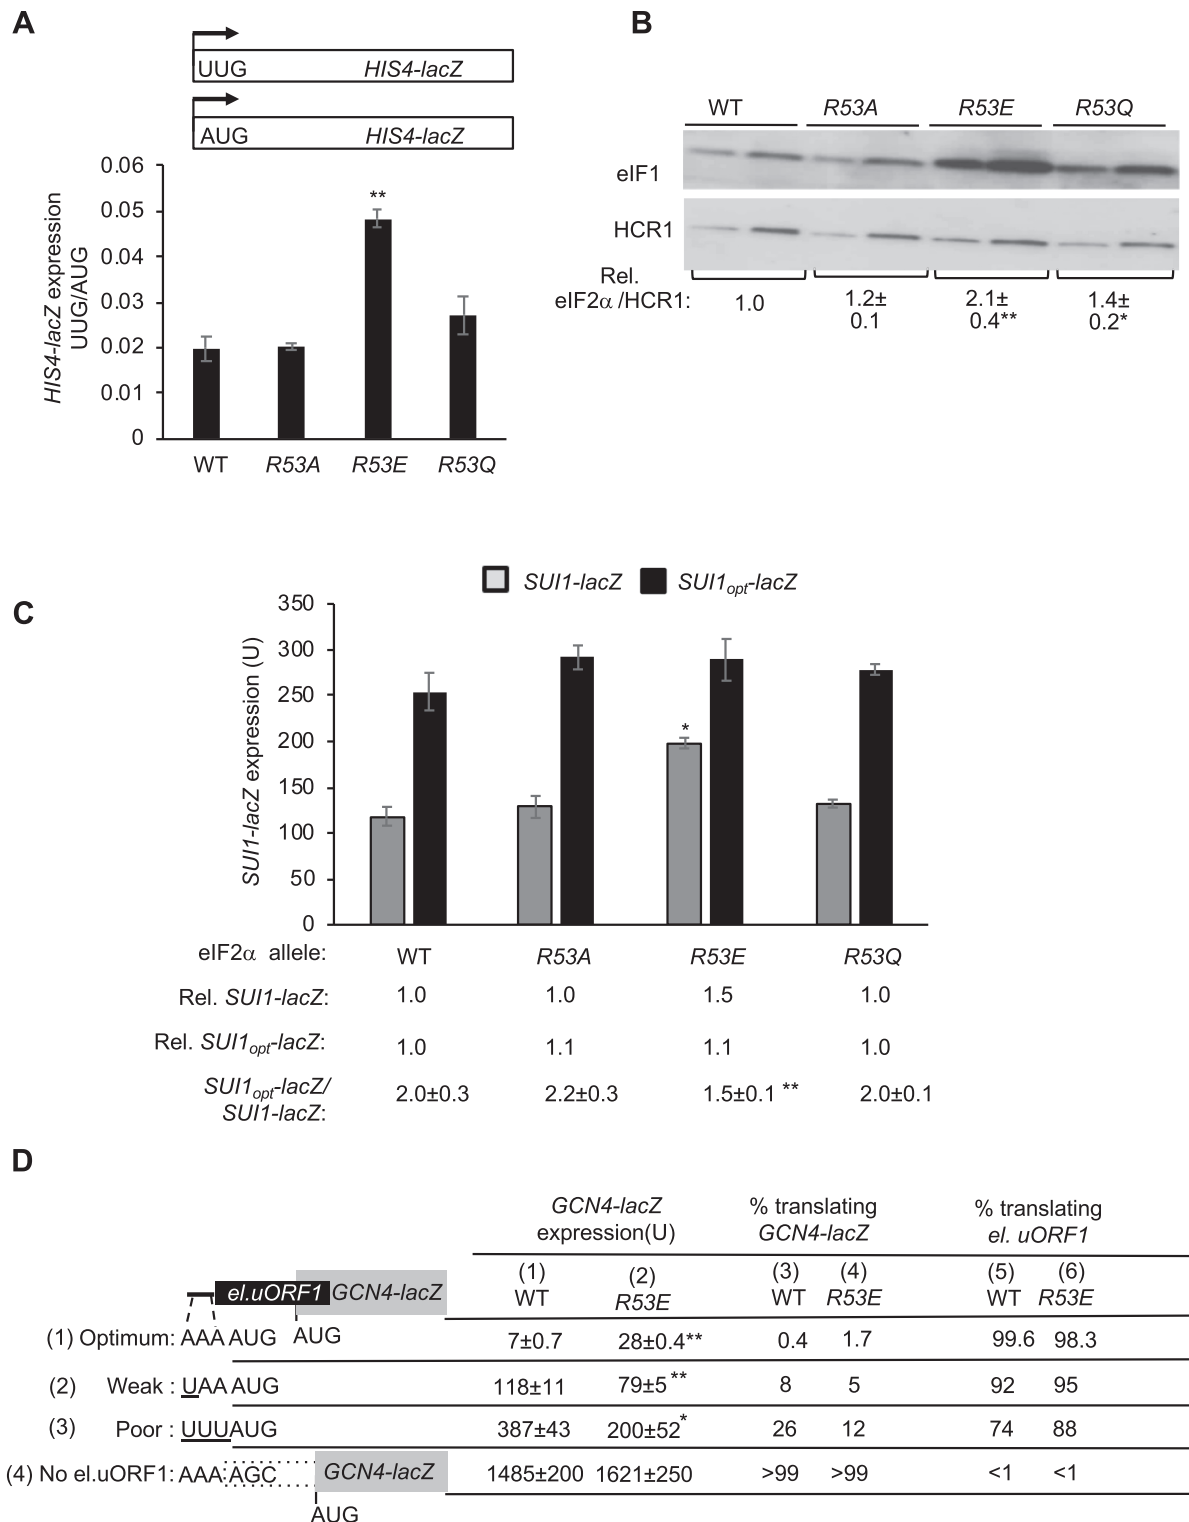 A
UUG HIS4-lacZ
AUG HIS4-lacZ
HIS4-lacZ expression
UUG/AUG
0.06
0.05
0.04
0.03
0.02
0.01
0
**
WT R53A R53E R53Q
B
WT R53A R53E R53Q
eIF1
HCR1
Rel.
eIF2α /HCR1:
1.0 1.2± 2.1± 1.4±
0.1 0.4** 0.2*
C
SUI1-lacZ SUI1opt-lacZ
SUI1-lacZ expression (U)
350
300
250
200
150
100
50
0
*
eIF2α allele: WT R53A R53E R53Q
Rel. SUI1-lacZ: 1.0 1.0 1.5 1.0
Rel. SUI1opt-lacZ: 1.0 1.1 1.1 1.0
SUI1opt-lacZ/
SUI1-lacZ:
2.0±0.3 2.2±0.3 1.5±0.1 ** 2.0±0.1
D
GCN4-lacZ % translating % translating
expression(U) GCN4-lacZ el. uORF1
(1) (2) (3) (4) (5) (6)
WT R53E WT R53E WT R53E
el.uORF1 GCN4-lacZ
(1) Optimum: AAA AUG AUG 7±0.7 28±0.4** 0.4 1.7 99.6 98.3
(2) Weak : UAA AUG 118±11 79±5** 8 5 92 95
(3) Poor : UUUAUG 387±43 200±52* 26 12 74 88
(4) No el.uORF1: AAA AGC GCN4-lacZ 1485±200 1621±250 >99 >99 <1 <1
AUG